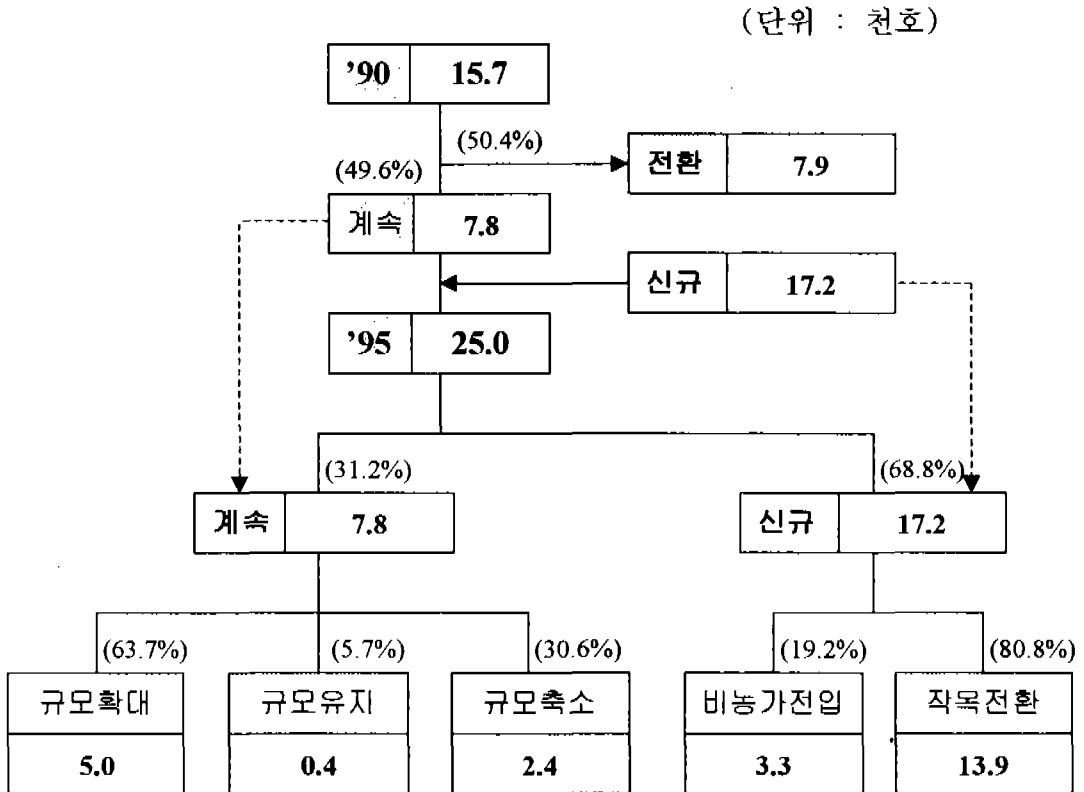 (단위 : 천호)
'90 15.7
(50.4%)
전환 7.9
(49.6%)
계속 7.8
신규 17.2
'95 25.0
(31.2%) (68.8%)
계속 7.8 신규 17.2
(63.7%) (5.7%) (30.6%) (19.2%) (80.8%)
규모확대 규모유지 규모축소 비농가전입 작목전환
5.0 0.4 2.4 3.3 13.9